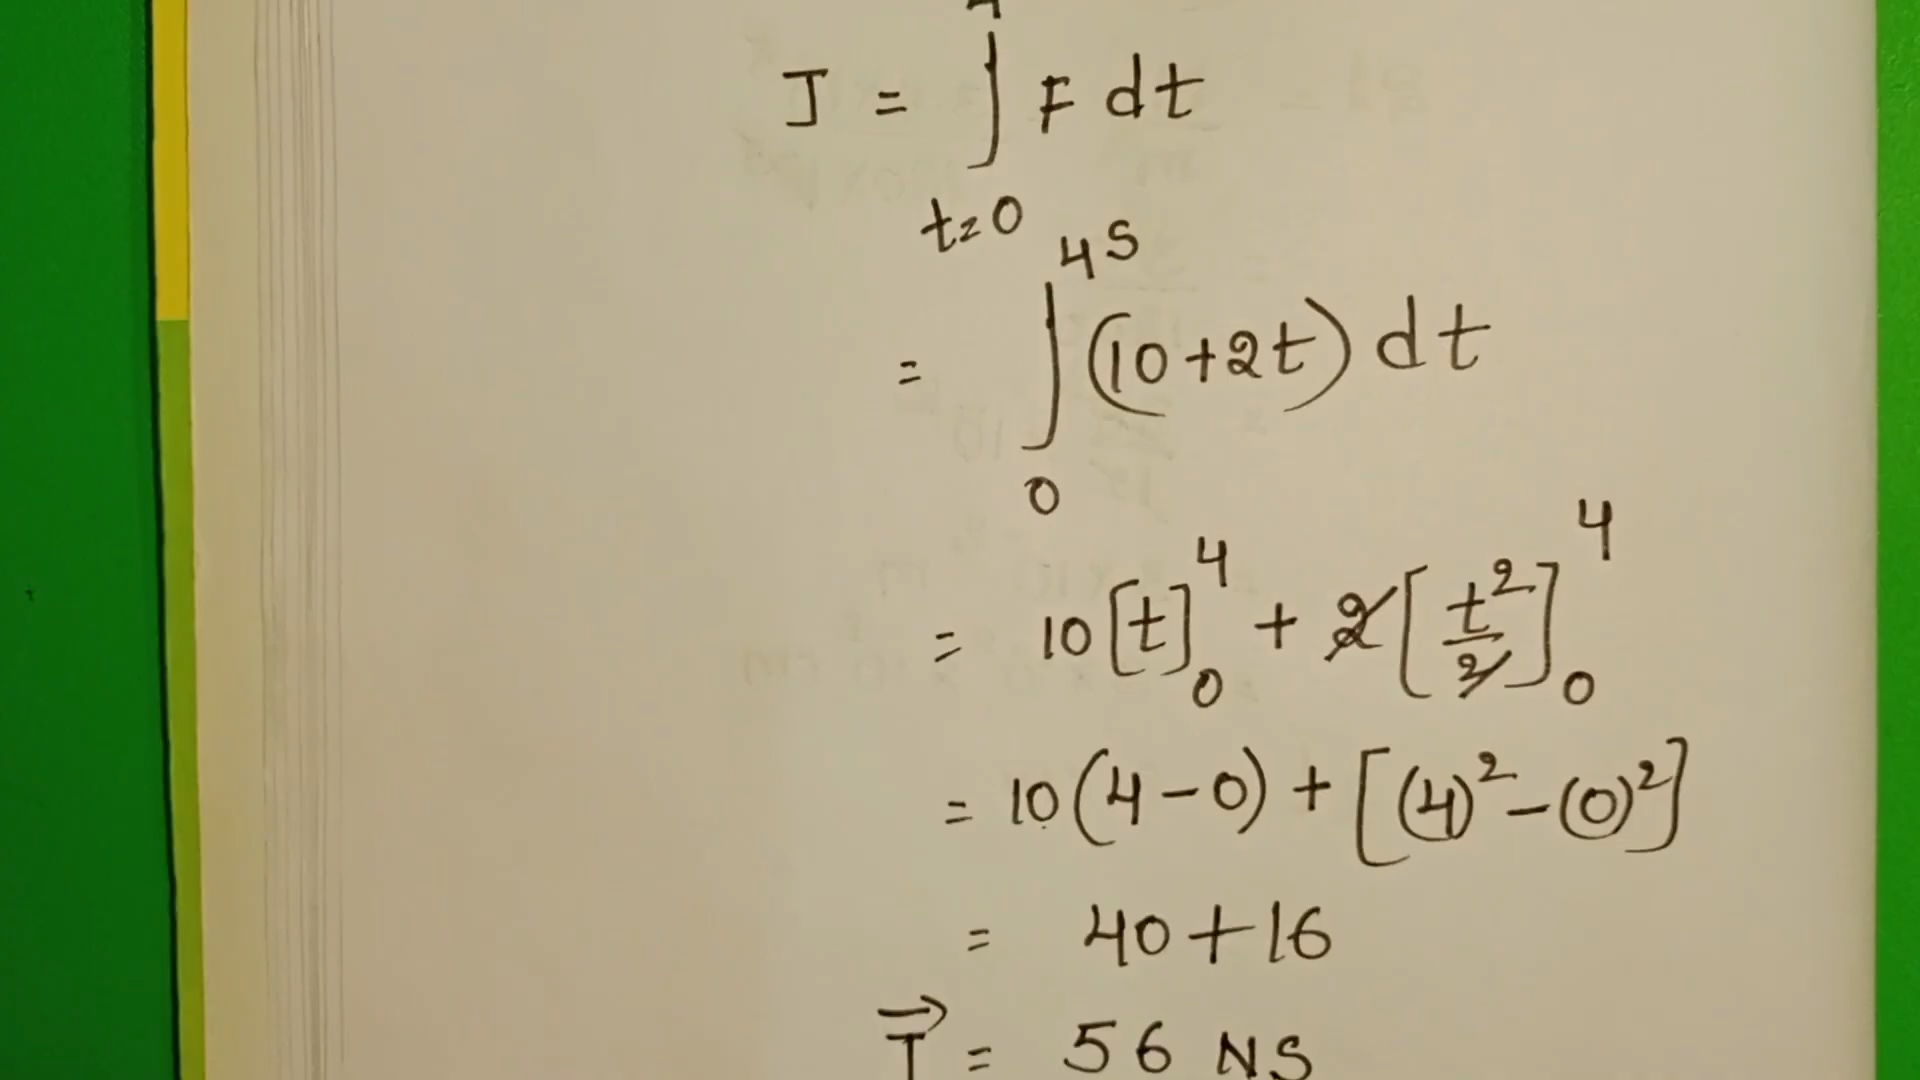 J = ∫ F dt
t=0
4s
= ∫ (10+2t) dt
0
= 10[t]₀⁴ + 2[t²/2]₀⁴
= 10(4-0) + [(4)²-(0)²]
= 40+16
= 56 NS